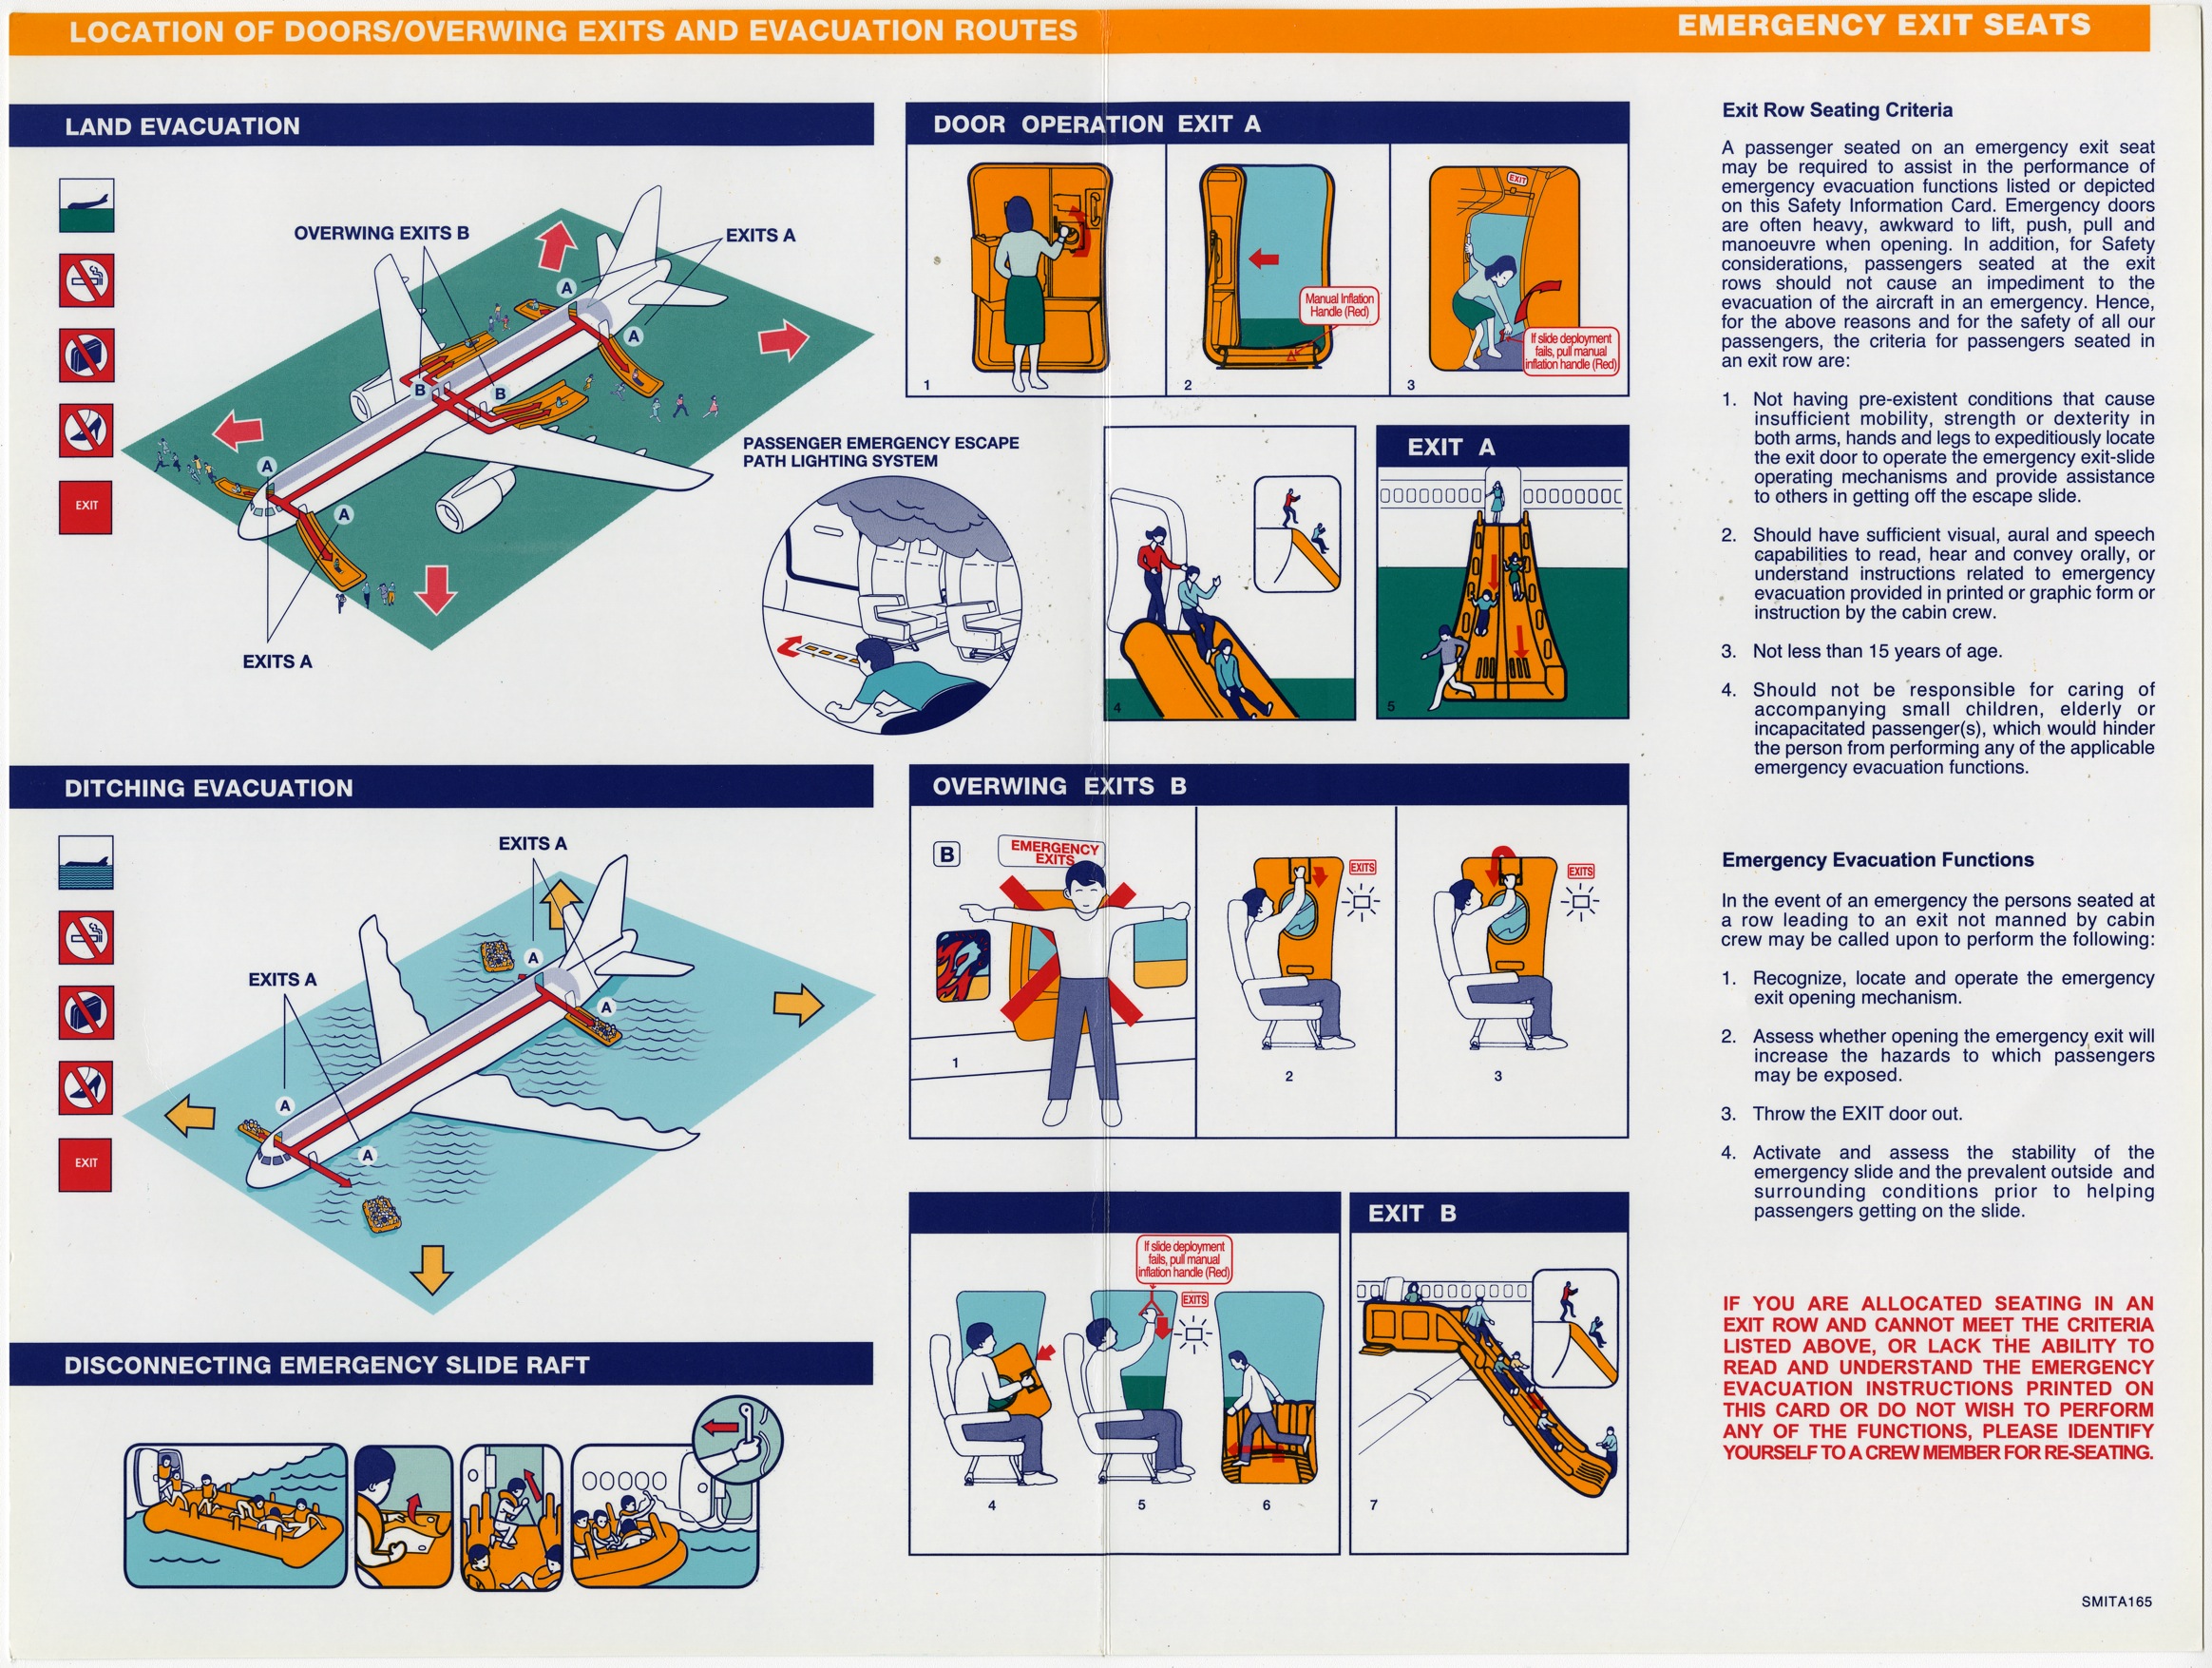 LOCATION OF DOORS/OVERWING EXITS AND EVACUATION ROUTES
EMERGENCY EXIT SEATS
LAND EVACUATION
OVERWING EXITS B
EXITS A
A
A
B
B
A
A
EXITS A
EXIT
PASSENGER EMERGENCY ESCAPE
PATH LIGHTING SYSTEM
DITCHING EVACUATION
EXITS A
EXITS A
A
A
A
A
EXIT
DISCONNECTING EMERGENCY SLIDE RAFT
DOOR OPERATION EXIT A
1
2
Manual Inflation
Handle (Red)
3
EXIT
If slide deployment
fails, pull manual
inflation handle (Red)
4
EXIT A
5
OVERWING EXITS B
B
EMERGENCY
EXITS
1
EXITS
2
EXITS
3
If slide deployment
fails, pull manual
inflation handle (Red)
EXITS
4
5
6
EXIT B
7
Exit Row Seating Criteria
A passenger seated on an emergency exit seat
may be required to assist in the performance of
emergency evacuation functions listed or depicted
on this Safety Information Card. Emergency doors
are often heavy, awkward to lift, push, pull and
manoeuvre when opening. In addition, for Safety
considerations, passengers seated at the exit
rows should not cause an impediment to the
evacuation of the aircraft in an emergency. Hence,
for the above reasons and for the safety of all our
passengers, the criteria for passengers seated in
an exit row are:
1. Not having pre-existent conditions that cause
insufficient mobility, strength or dexterity in
both arms, hands and legs to expeditiously locate
the exit door to operate the emergency exit-slide
operating mechanisms and provide assistance
to others in getting off the escape slide.
2. Should have sufficient visual, aural and speech
capabilities to read, hear and convey orally, or
understand instructions related to emergency
evacuation provided in printed or graphic form or
instruction by the cabin crew.
3. Not less than 15 years of age.
4. Should not be responsible for caring of
accompanying small children, elderly or
incapacitated passenger(s), which would hinder
the person from performing any of the applicable
emergency evacuation functions.
Emergency Evacuation Functions
In the event of an emergency the persons seated at
a row leading to an exit not manned by cabin
crew may be called upon to perform the following:
1. Recognize, locate and operate the emergency
exit opening mechanism.
2. Assess whether opening the emergency exit will
increase the hazards to which passengers
may be exposed.
3. Throw the EXIT door out.
4. Activate and assess the stability of the
emergency slide and the prevalent outside and
surrounding conditions prior to helping
passengers getting on the slide.
IF YOU ARE ALLOCATED SEATING IN AN
EXIT ROW AND CANNOT MEET THE CRITERIA
LISTED ABOVE, OR LACK THE ABILITY TO
READ AND UNDERSTAND THE EMERGENCY
EVACUATION INSTRUCTIONS PRINTED ON
THIS CARD OR DO NOT WISH TO PERFORM
ANY OF THE FUNCTIONS, PLEASE IDENTIFY
YOURSELF TO A CREW MEMBER FOR RE-SEATING.
SMITA165